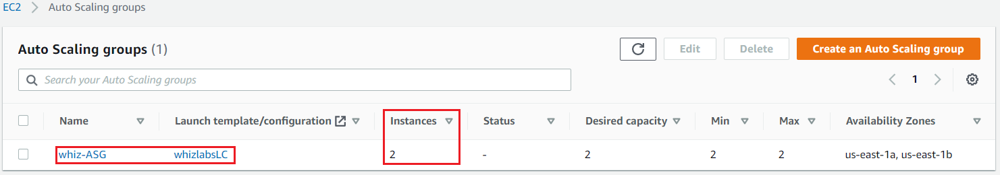 EC2 > Auto Scaling groups
Auto Scaling groups (1)
Edit Delete Create an Auto Scaling group
Search your Auto Scaling groups
1
Name Launch template/configuration Instances Status Desired capacity Min Max Availability Zones
whiz-ASG whizlabsLC 2 - 2 2 2 us-east-1a, us-east-1b